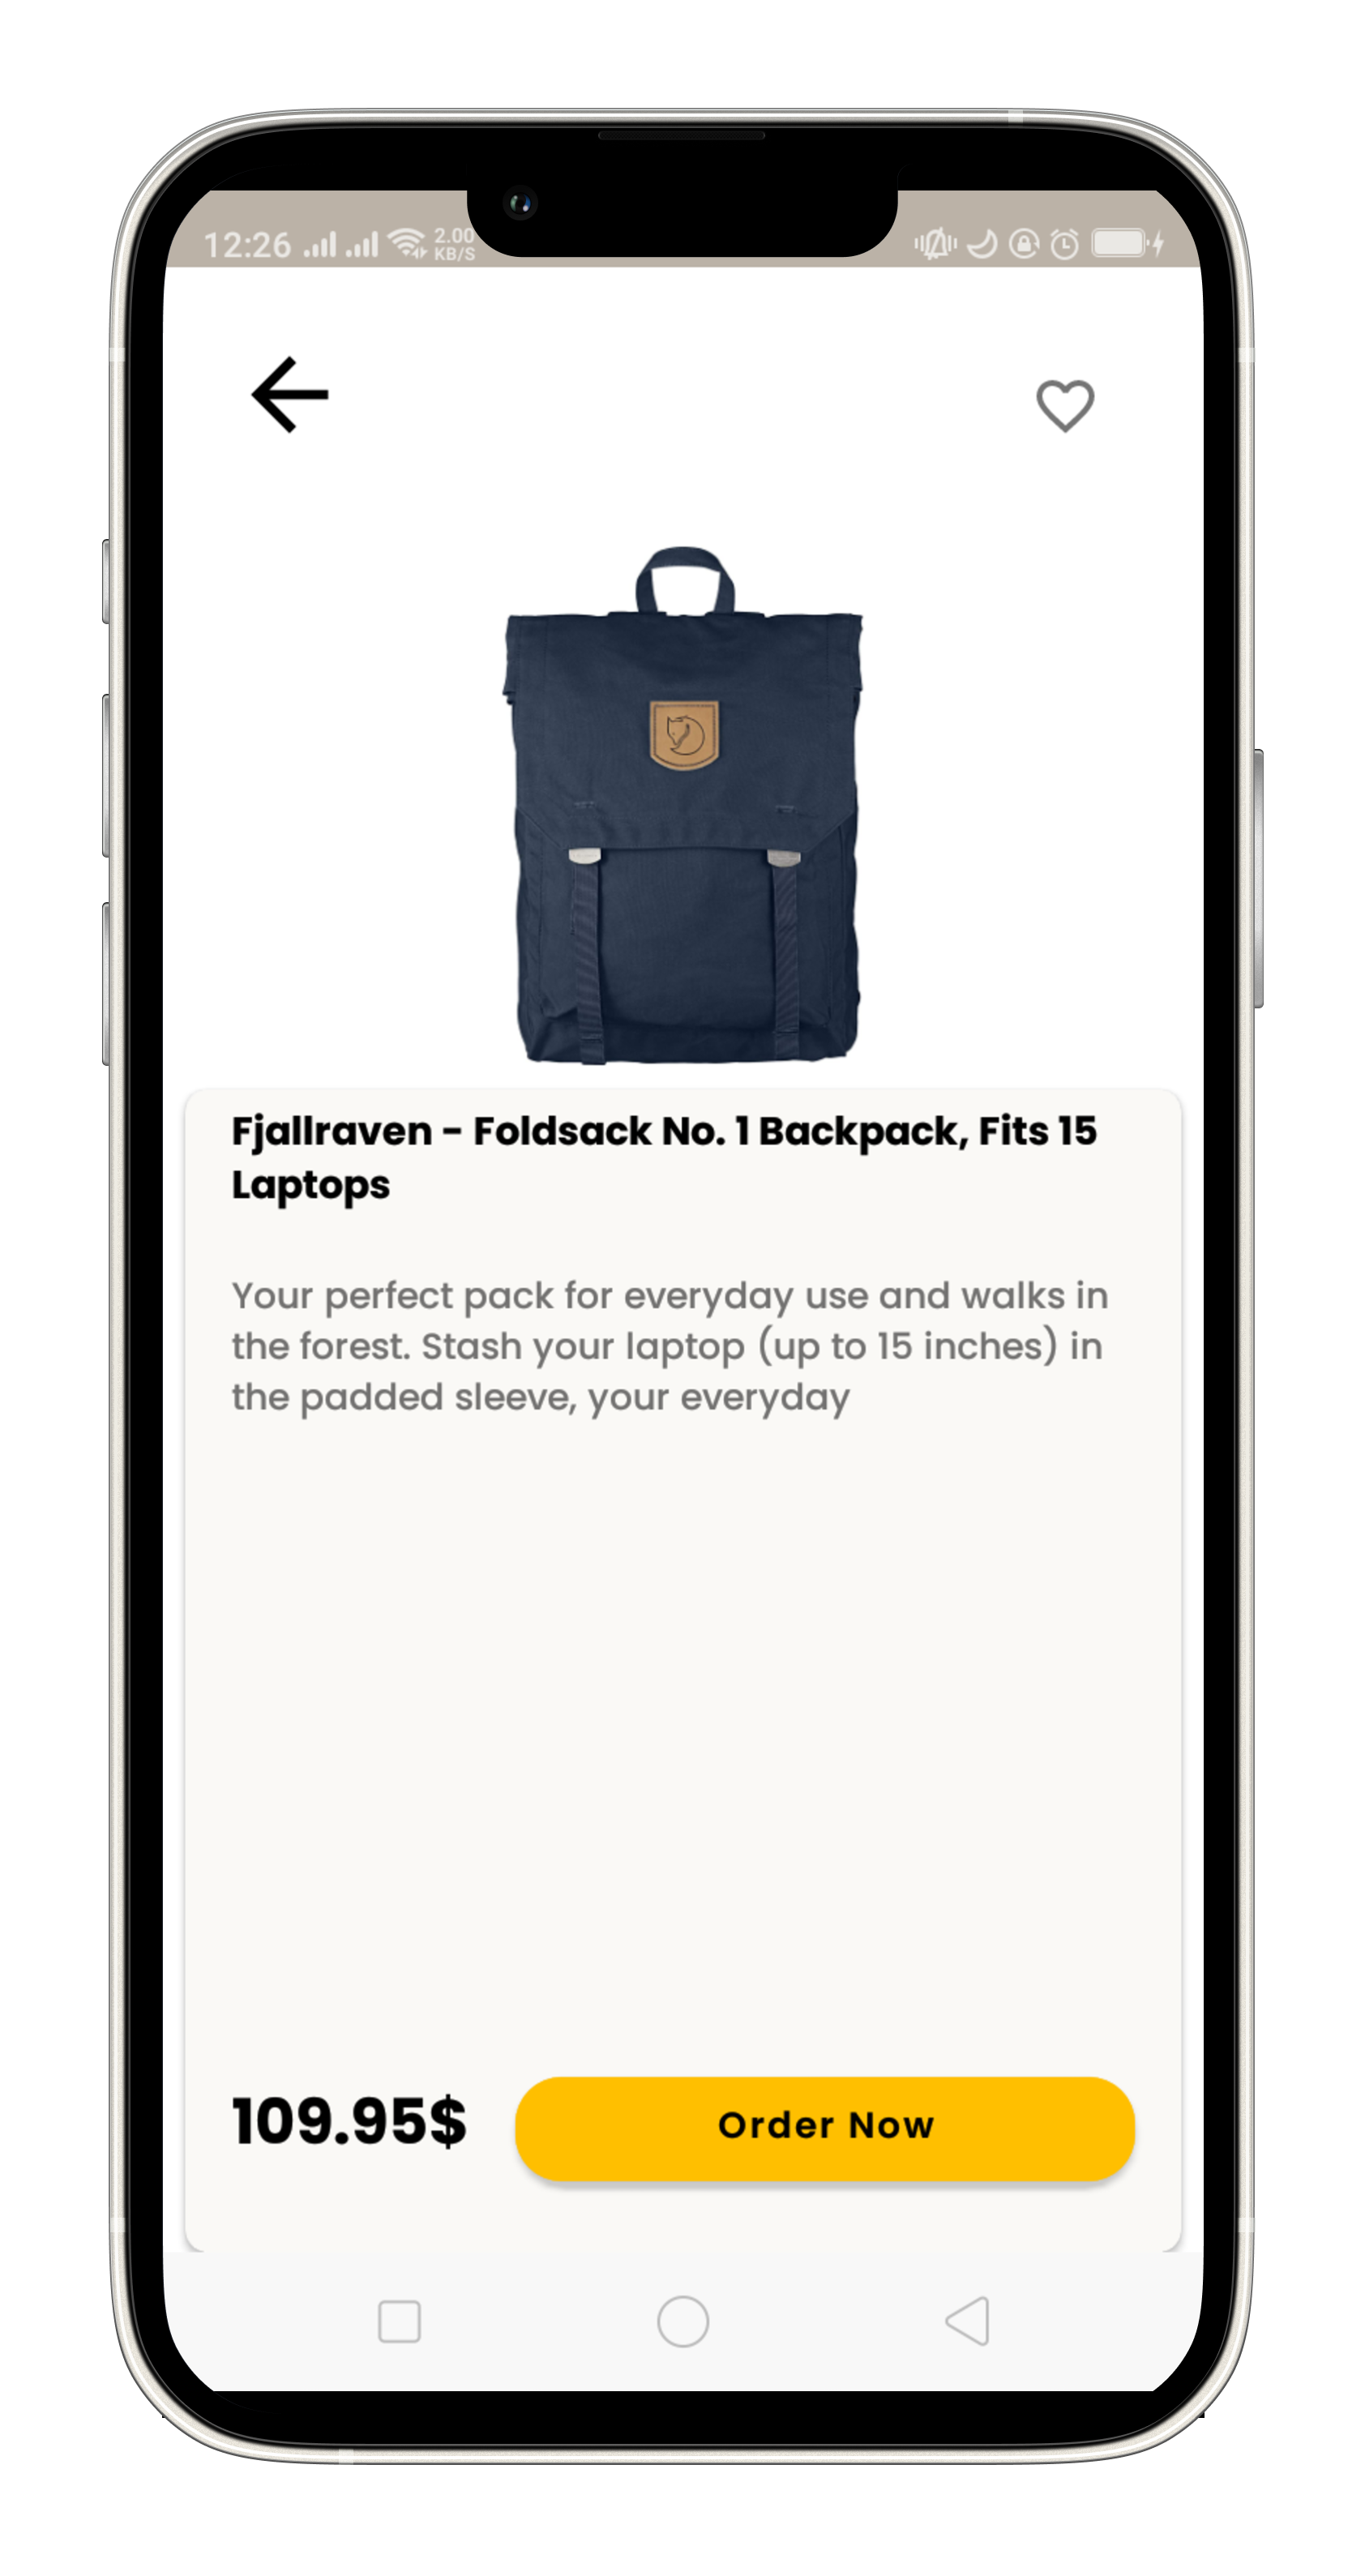 12:26 2.00 KB/S
Fjallraven - Foldsack No. 1 Backpack, Fits 15
Laptops
Your perfect pack for everyday use and walks in
the forest. Stash your laptop (up to 15 inches) in
the padded sleeve, your everyday
109.95$ Order Now